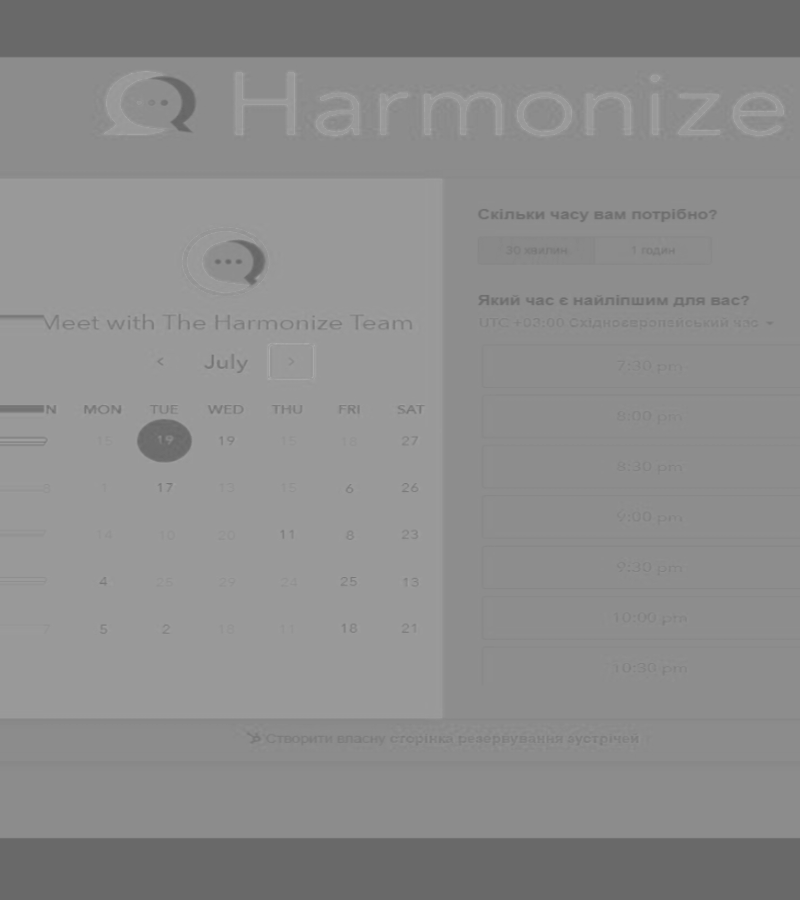 Harmonize
Meet with The Harmonize Team
July
N MON TUE WED THU FRI SAT
15 19 19 15 18 27
3 1 17 13 15 6 26
14 10 20 11 8 23
4 25 29 24 25 13
7 5 2 13 11 18 21
Скільки часу вам потрібно?
30 хвилин 1 годин
Який час є найліпшим для вас?
UTC +03:00 Східноєвропейський час
7:30 pm
8:00 pm
8:30 pm
9:00 pm
9:30 pm
10:00 pm
10:30 pm
Створити власну сторінка резервування зустрічей